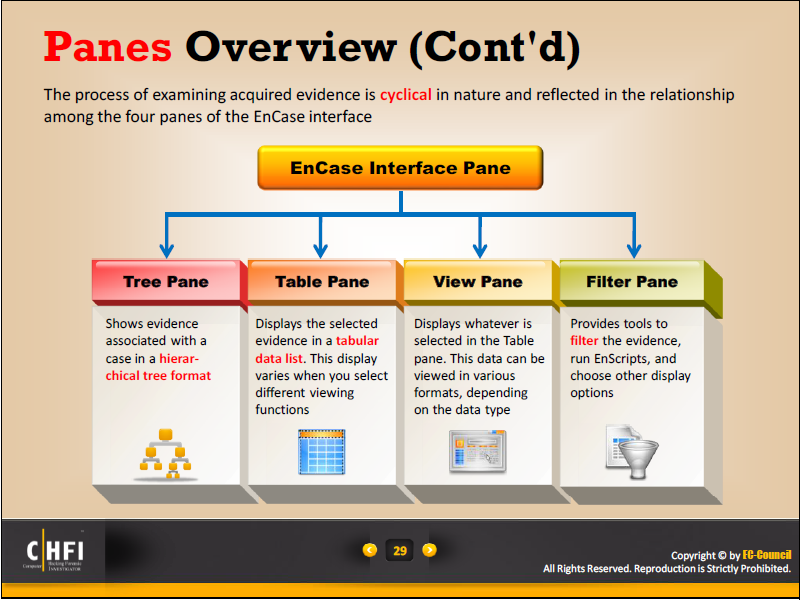 Panes Overview (Cont'd)
The process of examining acquired evidence is cyclical in nature and reflected in the relationship
among the four panes of the EnCase interface
EnCase Interface Pane
Tree Pane
Shows evidence
associated with a
case in a hierar-
chical tree format
Table Pane
Displays the selected
evidence in a tabular
data list. This display
varies when you select
different viewing
functions
View Pane
Displays whatever is
selected in the Table
pane. This data can be
viewed in various
formats, depending
on the data type
Filter Pane
Provides tools to
filter the evidence,
run EnScripts, and
choose other display
options
CHFI
Computer Hacking Forensic
INVESTIGATOR
29
Copyright © by EC-Council
All Rights Reserved. Reproduction is Strictly Prohibited.